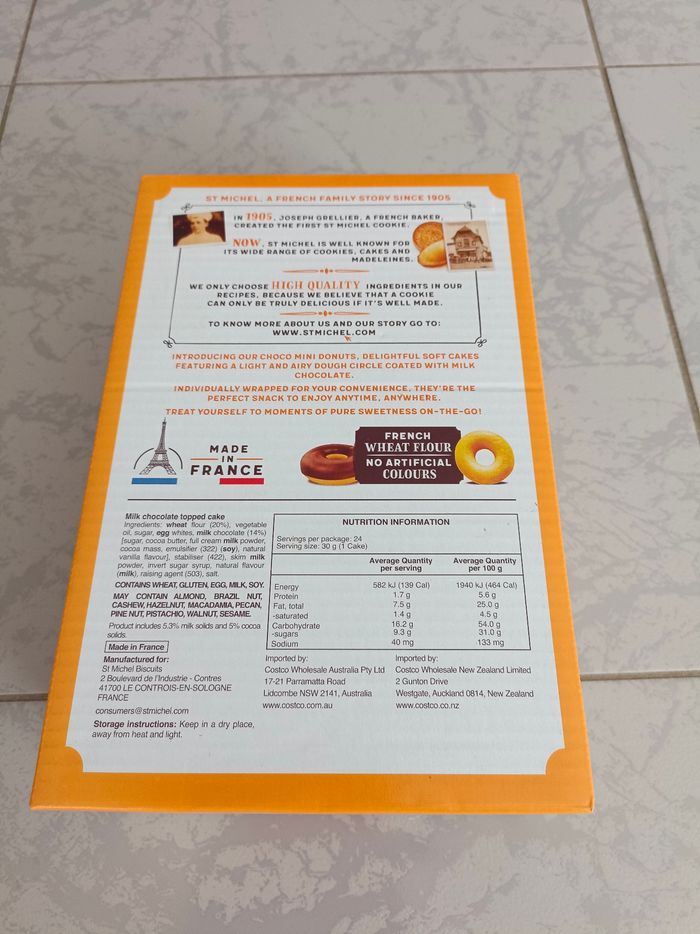 ST MICHEL, A FRENCH FAMILY STORY SINCE 1905
IN 1905, JOSEPH GRELLIER, A FRENCH BAKER,
CREATED THE FIRST ST MICHEL COOKIE.
NOW, ST MICHEL IS WELL KNOWN FOR
ITS WIDE RANGE OF COOKIES, CAKES AND
MADELEINES.
WE ONLY CHOOSE HIGH QUALITY INGREDIENTS IN OUR
RECIPES, BECAUSE WE BELIEVE THAT A COOKIE
CAN ONLY BE TRULY DELICIOUS IF IT'S WELL MADE.
TO KNOW MORE ABOUT US AND OUR STORY GO TO:
WWW.STMICHEL.COM
INTRODUCING OUR CHOCO MINI DONUTS, DELIGHTFUL SOFT CAKES
FEATURING A LIGHT AND AIRY DOUGH CIRCLE COATED WITH MILK
CHOCOLATE.
INDIVIDUALLY WRAPPED FOR YOUR CONVENIENCE, THEY'RE THE
PERFECT SNACK TO ENJOY ANYTIME, ANYWHERE.
TREAT YOURSELF TO MOMENTS OF PURE SWEETNESS ON-THE-GO!
MADE
IN
FRANCE
FRENCH
WHEAT FLOUR
NO ARTIFICIAL
COLOURS
Milk chocolate topped cake
Ingredients: wheat flour (20%), vegetable
oil, sugar, egg whites, milk chocolate (14%)
[sugar, cocoa butter, full cream milk powder,
cocoa mass, emulsifier (322) (soy), natural
vanilla flavour], stabiliser (422), skim milk
powder, invert sugar syrup, natural flavour
(milk), raising agent (503), salt.
CONTAINS WHEAT, GLUTEN, EGG, MILK, SOY.
MAY CONTAIN ALMOND, BRAZIL NUT,
CASHEW, HAZELNUT, MACADAMIA, PECAN,
PINE NUT, PISTACHIO, WALNUT, SESAME.
Product includes 5.3% milk solids and 5% cocoa
solids.
Made in France
Manufactured for:
St Michel Biscuits
2 Boulevard de l'Industrie - Contres
41700 LE CONTROIS-EN-SOLOGNE
FRANCE
consumers@stmichel.com
Storage instructions: Keep in a dry place,
away from heat and light.
NUTRITION INFORMATION
Servings per package: 24
Serving size: 30 g (1 Cake)
Average Quantity per serving Average Quantity per 100 g
Energy 582 kJ (139 Cal) 1940 kJ (464 Cal)
Protein 1.7 g 5.6 g
Fat, total 7.5 g 25.0 g
-saturated 1.4 g 4.5 g
Carbohydrate 16.2 g 54.0 g
-sugars 9.3 g 31.0 g
Sodium 40 mg 133 mg
Imported by:
Costco Wholesale Australia Pty Ltd
17-21 Parramatta Road
Lidcombe NSW 2141, Australia
www.costco.com.au
Imported by:
Costco Wholesale New Zealand Limited
2 Gunton Drive
Westgate, Auckland 0814, New Zealand
www.costco.co.nz